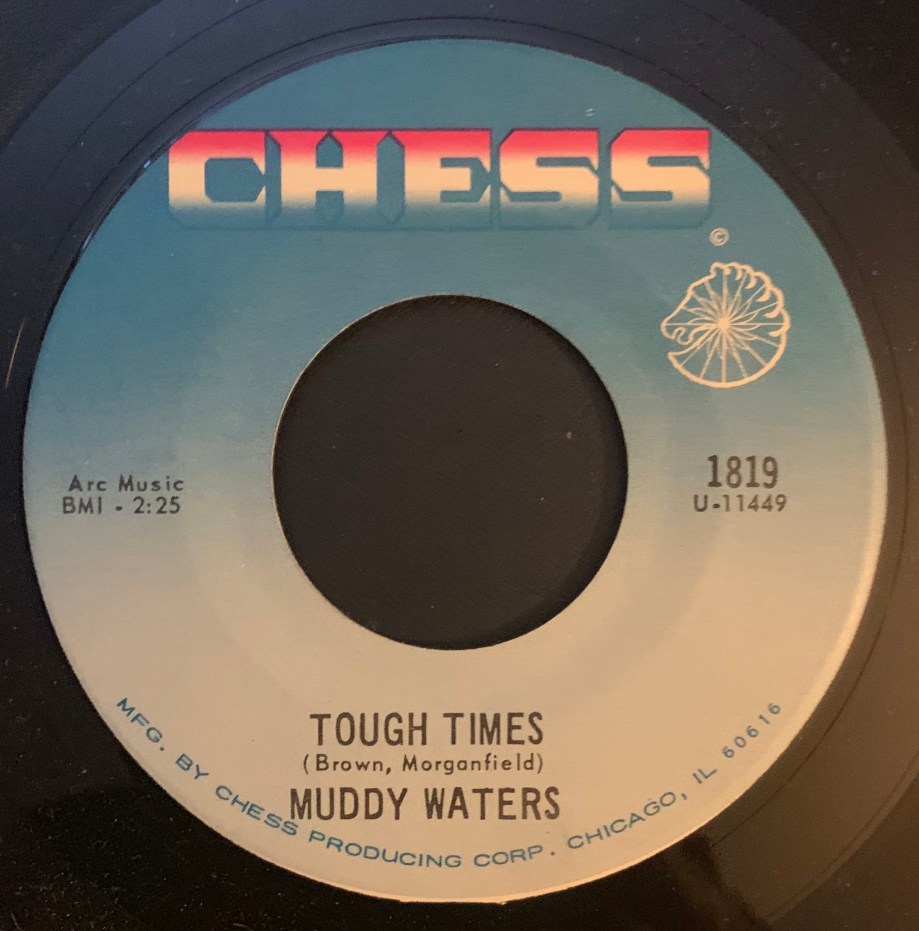 CHESS
©
Arc Music
BMI - 2:25
1819
U-11449
TOUGH TIMES
(Brown, Morganfield)
MUDDY WATERS
MFG. BY CHESS PRODUCING CORP. CHICAGO, IL 60616